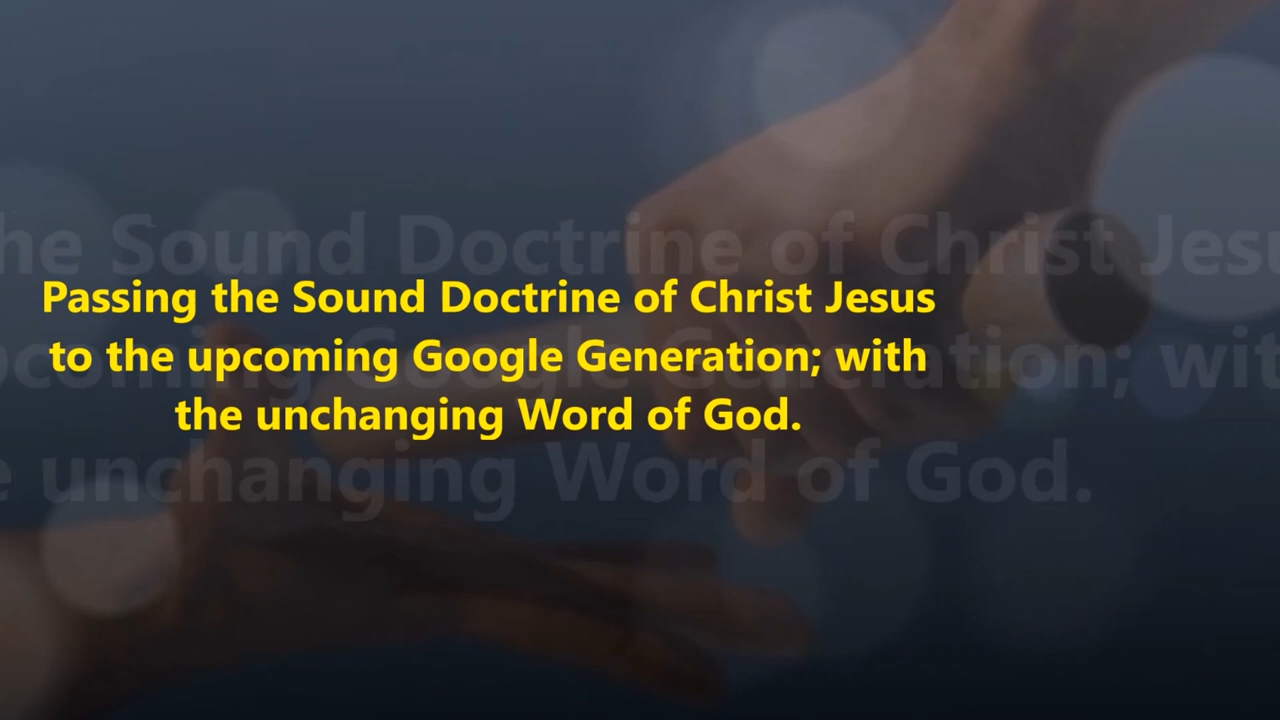 Passing the Sound Doctrine of Christ Jesus
to the upcoming Google Generation; with
the unchanging Word of God.